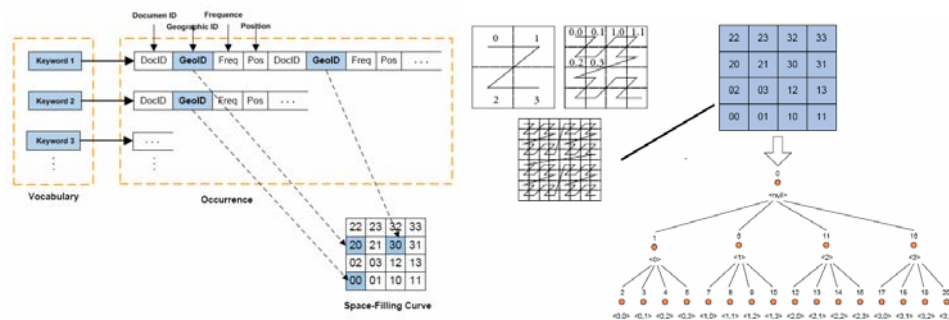 Documen ID
Frequence
Geographic ID
Position
Keyword 1
DocID GeoID Freq Pos DocID GeoID Freq Pos ...
Keyword 2
DocID GeoID Freq Pos ...
Keyword 3
...
Vocabulary
Occurrence
22 23 32 33
20 21 30 31
02 03 12 13
00 01 10 11
Space-Filling Curve
0 1
2 3
0,0 0,1 1,0 1,1
0,2 0,3
22 23 32 33
20 21 30 31
02 03 12 13
00 01 10 11
0
<null>
1 6 11 16
<0> <1> <2> <3>
2 3 4 5 7 8 9 10 12 13 14 15 17 18 19 20
<0,0> <0,1> <0,2> <0,3> <1,0> <1,1> <1,2> <1,3> <2,0> <2,1> <2,2> <2,3> <3,0> <3,1> <3,2>